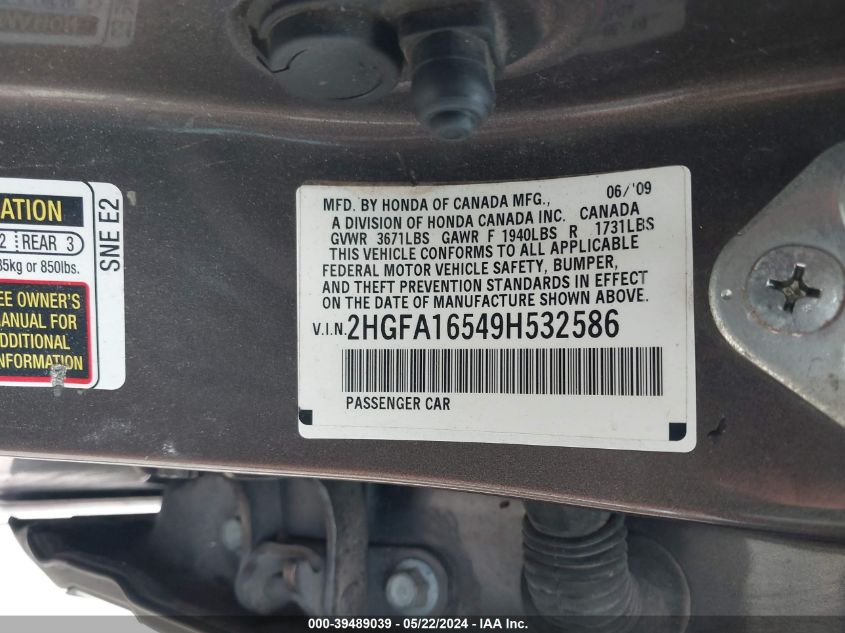 ATION
2 REAR 3
85kg or 850lbs.
EE OWNER'S
MANUAL FOR
ADDITIONAL
INFORMATION
SNE E2
06/'09
MFD. BY HONDA OF CANADA MFG.,
A DIVISION OF HONDA CANADA INC. CANADA
GVWR 3671LBS GAWR F 1940LBS R 1731LBS
THIS VEHICLE CONFORMS TO ALL APPLICABLE
FEDERAL MOTOR VEHICLE SAFETY, BUMPER,
AND THEFT PREVENTION STANDARDS IN EFFECT
ON THE DATE OF MANUFACTURE SHOWN ABOVE.
V.I.N. 2HGFA16549H532586
PASSENGER CAR
000-39489039 - 05/22/2024 - IAA Inc.